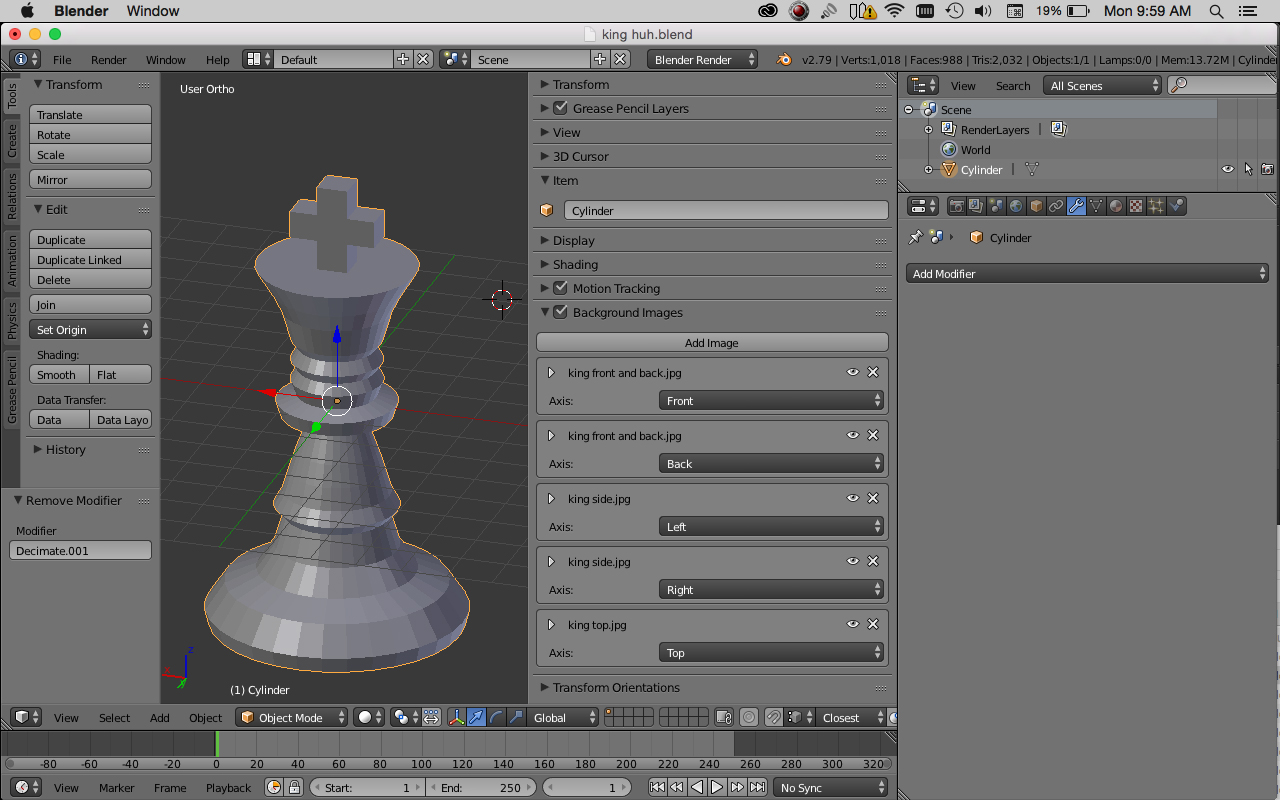 Blender Window 19% Mon 9:59 AM
king huh.blend
File Render Window Help Default Scene Blender Render v2.79 | Verts:1,018 | Faces:988 | Tris:2,032 | Objects:1/1 | Lamps:0/0 | Mem:13.72M | Cylinder
Tools
Create
Relations
Animation
Physics
Grease Pencil
Transform
Translate
Rotate
Scale
Mirror
Edit
Duplicate
Duplicate Linked
Delete
Join
Set Origin
Shading:
Smooth Flat
Data Transfer:
Data Data Layo
History
Remove Modifier
Modifier
Decimate.001
User Ortho
z
x
y
(1) Cylinder
Transform
Grease Pencil Layers
View
3D Cursor
Item
Cylinder
Display
Shading
Motion Tracking
Background Images
Add Image
king front and back.jpg
Axis: Front
king front and back.jpg
Axis: Back
king side.jpg
Axis: Left
king side.jpg
Axis: Right
king top.jpg
Axis: Top
Transform Orientations
View Search All Scenes
Scene
RenderLayers |
World
Cylinder |
Cylinder
Add Modifier
View Select Add Object Object Mode Global Closest
-80 -60 -40 -20 0 20 40 60 80 100 120 140 160 180 200 220 240 260 280 300 320
View Marker Frame Playback Start: 1 End: 250 1 No Sync